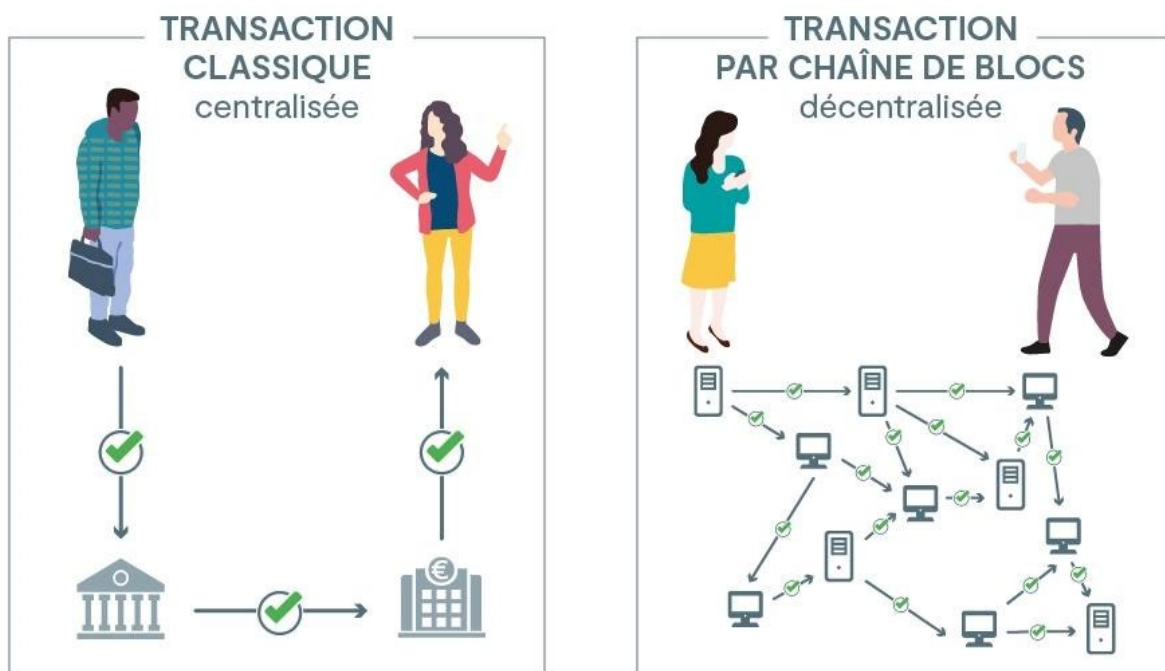 TRANSACTION
CLASSIQUE
centralisée
TRANSACTION
PAR CHAÎNE DE BLOCS
décentralisée
€